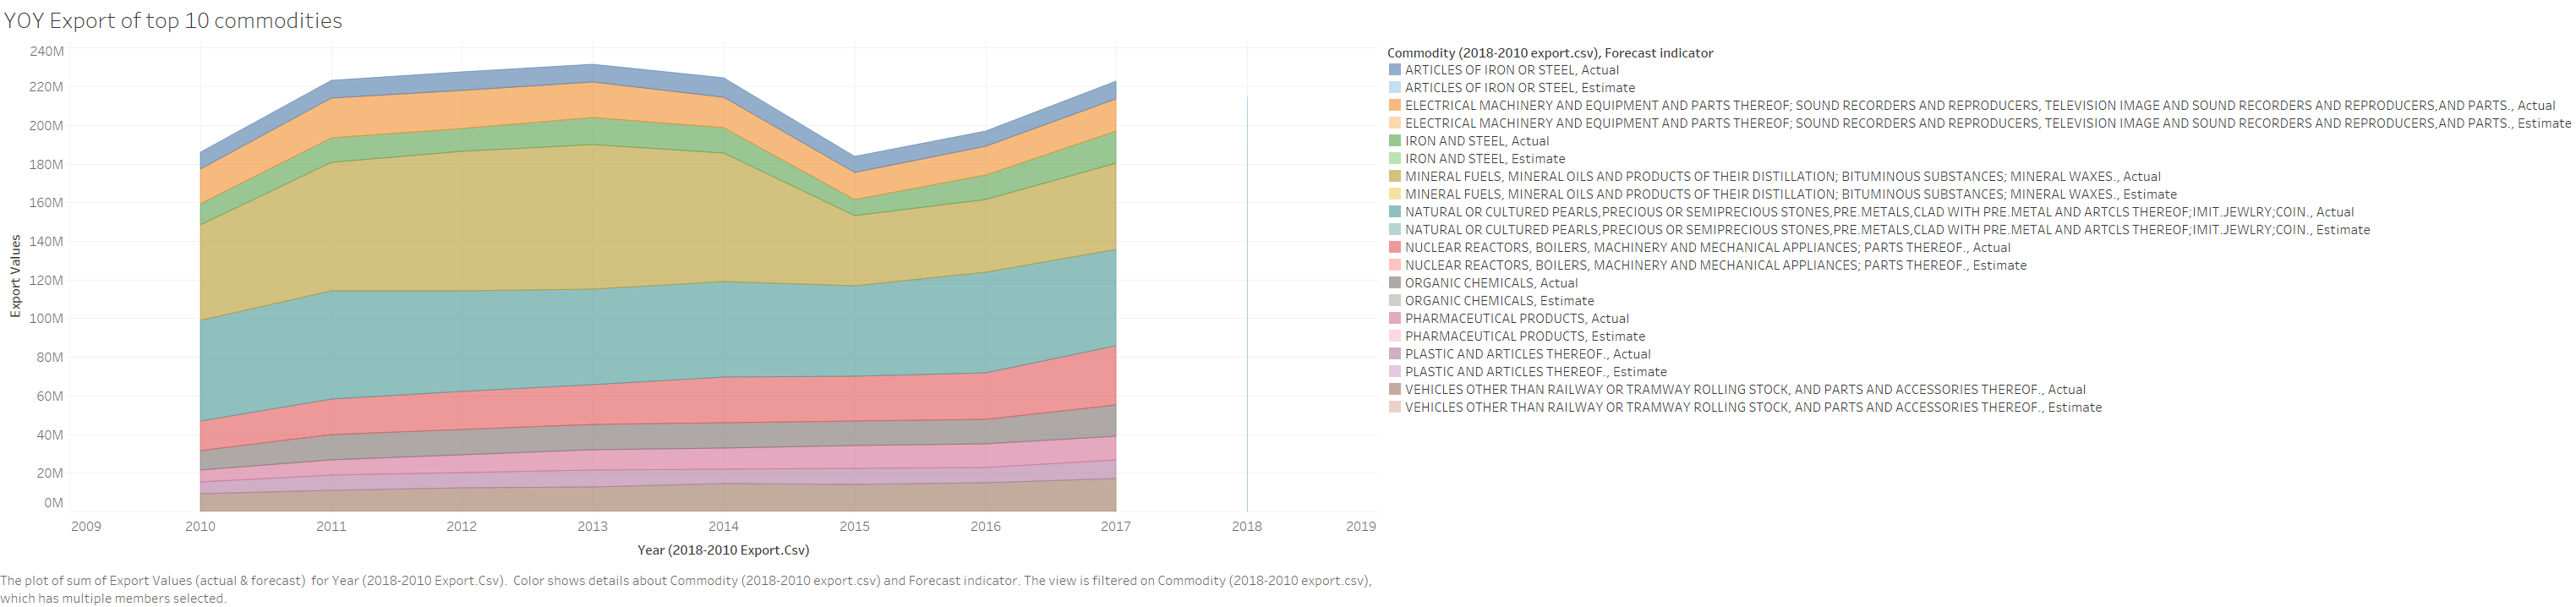 YOY Export of top 10 commodities
240M
220M
200M
180M
160M
140M
120M
100M
80M
60M
40M
20M
0M
Export Values
2009 2010 2011 2012 2013 2014 2015 2016 2017 2018 2019
Year (2018-2010 Export.Csv)
Commodity (2018-2010 export.csv), Forecast indicator
ARTICLES OF IRON OR STEEL, Actual
ARTICLES OF IRON OR STEEL, Estimate
ELECTRICAL MACHINERY AND EQUIPMENT AND PARTS THEREOF; SOUND RECORDERS AND REPRODUCERS, TELEVISION IMAGE AND SOUND RECORDERS AND REPRODUCERS,AND PARTS., Actual
ELECTRICAL MACHINERY AND EQUIPMENT AND PARTS THEREOF; SOUND RECORDERS AND REPRODUCERS, TELEVISION IMAGE AND SOUND RECORDERS AND REPRODUCERS,AND PARTS., Estimate
IRON AND STEEL, Actual
IRON AND STEEL, Estimate
MINERAL FUELS, MINERAL OILS AND PRODUCTS OF THEIR DISTILLATION; BITUMINOUS SUBSTANCES; MINERAL WAXES., Actual
MINERAL FUELS, MINERAL OILS AND PRODUCTS OF THEIR DISTILLATION; BITUMINOUS SUBSTANCES; MINERAL WAXES., Estimate
NATURAL OR CULTURED PEARLS,PRECIOUS OR SEMIPRECIOUS STONES,PRE.METALS,CLAD WITH PRE.METAL AND ARTCLS THEREOF;IMIT.JEWLRY;COIN., Actual
NATURAL OR CULTURED PEARLS,PRECIOUS OR SEMIPRECIOUS STONES,PRE.METALS,CLAD WITH PRE.METAL AND ARTCLS THEREOF;IMIT.JEWLRY;COIN., Estimate
NUCLEAR REACTORS, BOILERS, MACHINERY AND MECHANICAL APPLIANCES; PARTS THEREOF., Actual
NUCLEAR REACTORS, BOILERS, MACHINERY AND MECHANICAL APPLIANCES; PARTS THEREOF., Estimate
ORGANIC CHEMICALS, Actual
ORGANIC CHEMICALS, Estimate
PHARMACEUTICAL PRODUCTS, Actual
PHARMACEUTICAL PRODUCTS, Estimate
PLASTIC AND ARTICLES THEREOF., Actual
PLASTIC AND ARTICLES THEREOF., Estimate
VEHICLES OTHER THAN RAILWAY OR TRAMWAY ROLLING STOCK, AND PARTS AND ACCESSORIES THEREOF., Actual
VEHICLES OTHER THAN RAILWAY OR TRAMWAY ROLLING STOCK, AND PARTS AND ACCESSORIES THEREOF., Estimate
The plot of sum of Export Values (actual & forecast)  for Year (2018-2010 Export.Csv).  Color shows details about Commodity (2018-2010 export.csv) and Forecast indicator. The view is filtered on Commodity (2018-2010 export.csv),
which has multiple members selected.